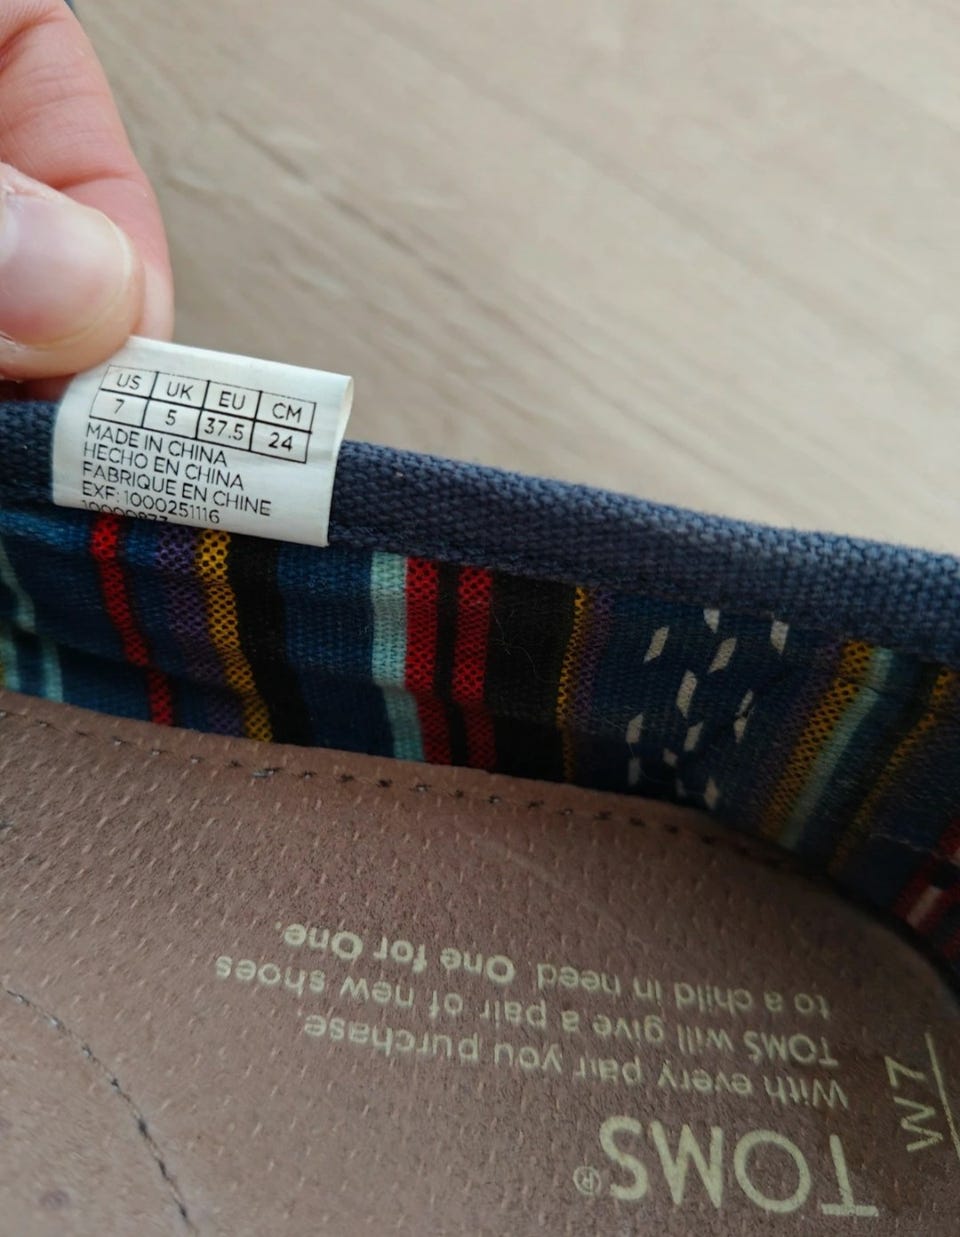 US UK EU CM
7 5 37.5 24
MADE IN CHINA
HECHO EN CHINA
FABRIQUE EN CHINE
EXF: 1000251116
TOMS®
W7
With every pair you purchase,
TOMS will give a pair of new shoes
to a child in need. One for One.